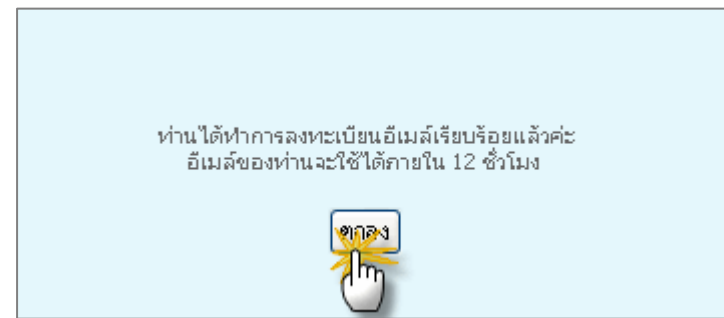 ท่านได้ทำการลงทะเบียนอีเมล์เรียบร้อยแล้วค่ะ
อีเมล์ของท่านจะใช้ได้ภายใน 12 ชั่วโมง
ตกลง